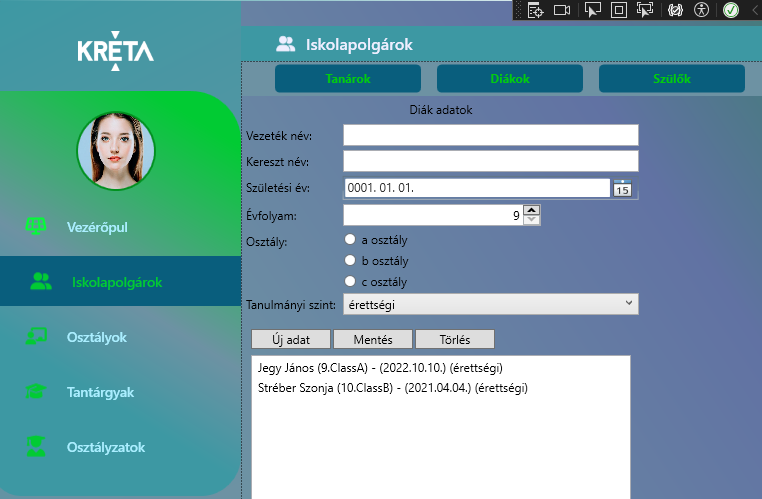 KRETA
Vezérőpul
Iskolapolgárok
Osztályok
Tantárgyak
Osztályzatok
Iskolapolgárok
Tanárok Diákok Szülők
Diák adatok
Vezeték név:
Kereszt név:
Születési év: 0001. 01. 01. 15
Évfolyam: 9
Osztály: a osztály
b osztály
c osztály
Tanulmányi szint: érettségi
Új adat Mentés Törlés
Jegy János (9.ClassA) - (2022.10.10.) (érettségi)
Stréber Szonja (10.ClassB) - (2021.04.04.) (érettségi)